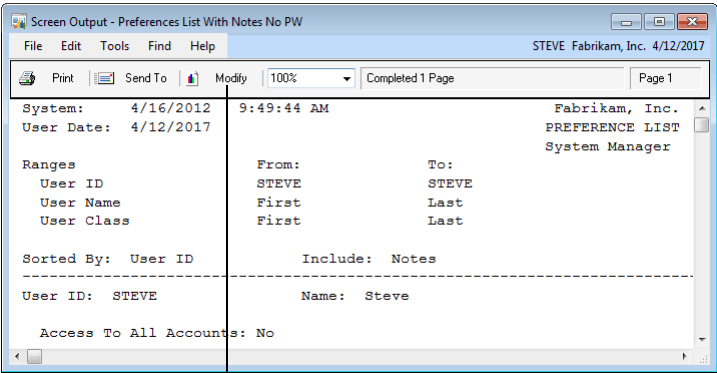 Screen Output - Preferences List With Notes No PW
File Edit Tools Find Help STEVE Fabrikam, Inc. 4/12/2017
Print Send To Modify 100% Completed 1 Page Page 1
System: 4/16/2012 9:49:44 AM Fabrikam, Inc.
User Date: 4/12/2017 PREFERENCE LIST
System Manager
Ranges From: To:
User ID STEVE STEVE
User Name First Last
User Class First Last
Sorted By: User ID Include: Notes
User ID: STEVE Name: Steve
Access To All Accounts: No